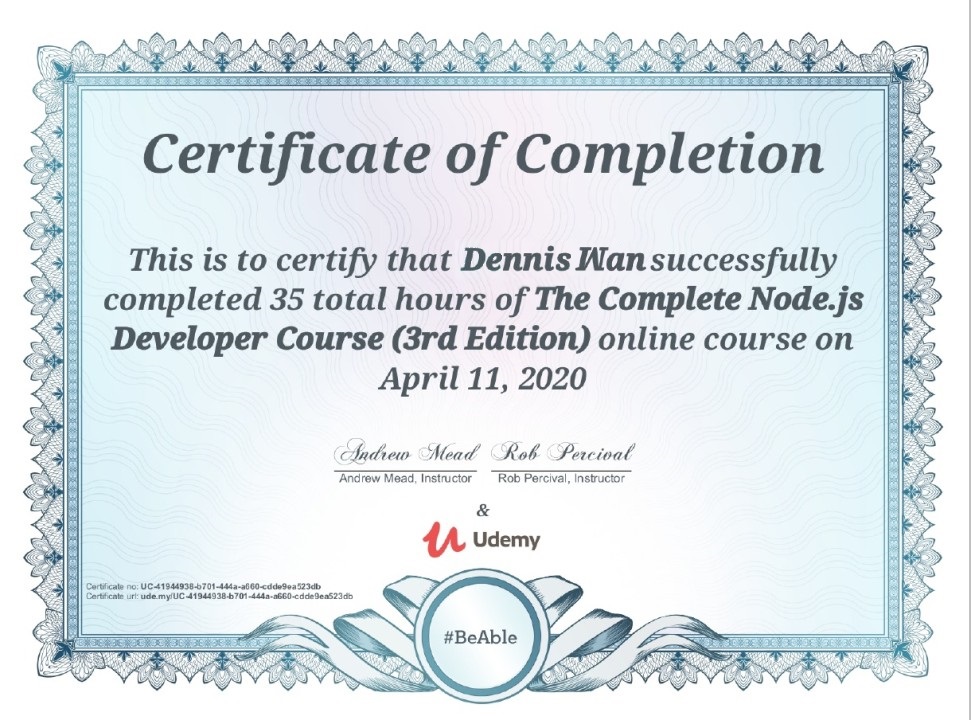 Certificate of Completion
This is to certify that Dennis Wan successfully
completed 35 total hours of The Complete Node.js
Developer Course (3rd Edition) online course on
April 11, 2020
Andrew Mead Rob Percival
Andrew Mead, Instructor Rob Percival, Instructor
&
Udemy
Certificate no: UC-41944938-b701-444a-a660-cdde9ea523db
Certificate url: ude.my/UC-41944938-b701-444a-a660-cdde9ea523db
#BeAble